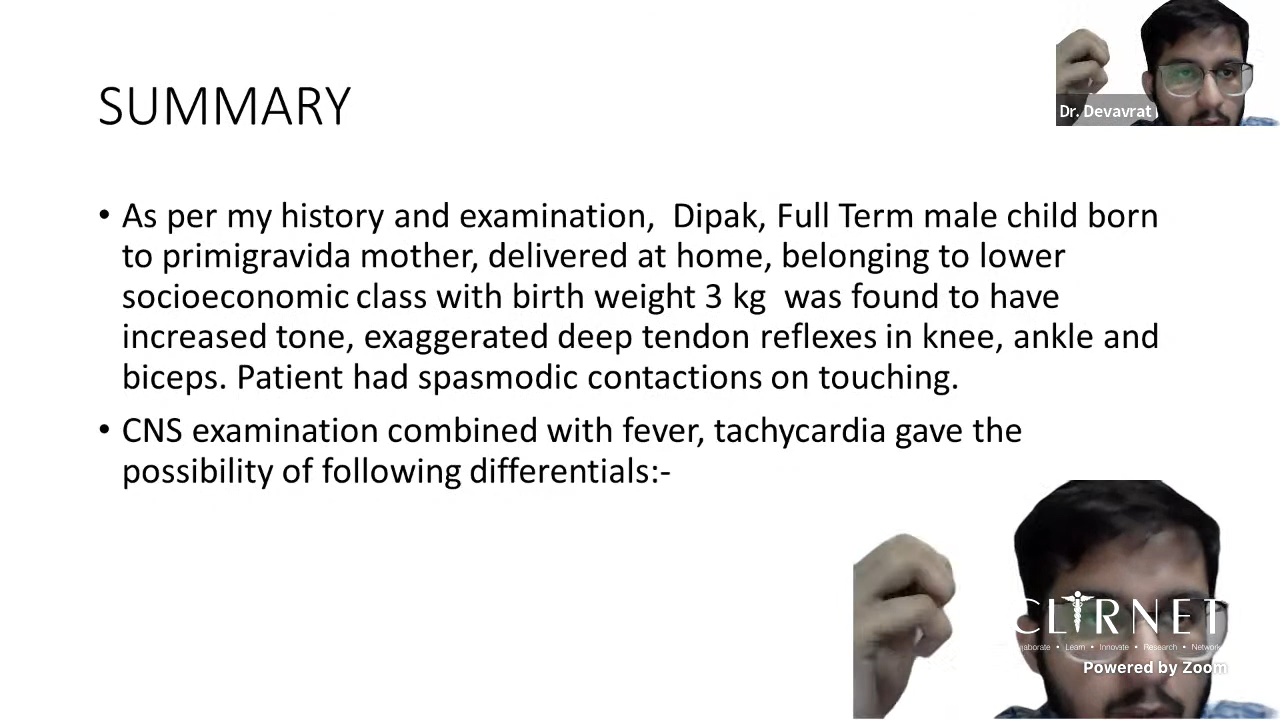 SUMMARY
Dr. Devavrat
• As per my history and examination,  Dipak, Full Term male child born
to primigravida mother, delivered at home, belonging to lower
socioeconomic class with birth weight 3 kg  was found to have
increased tone, exaggerated deep tendon reflexes in knee, ankle and
biceps. Patient had spasmodic contactions on touching.
• CNS examination combined with fever, tachycardia gave the
possibility of following differentials:-
CLIRNET
• Learn • Innovate • Research •
Powered by Zoom